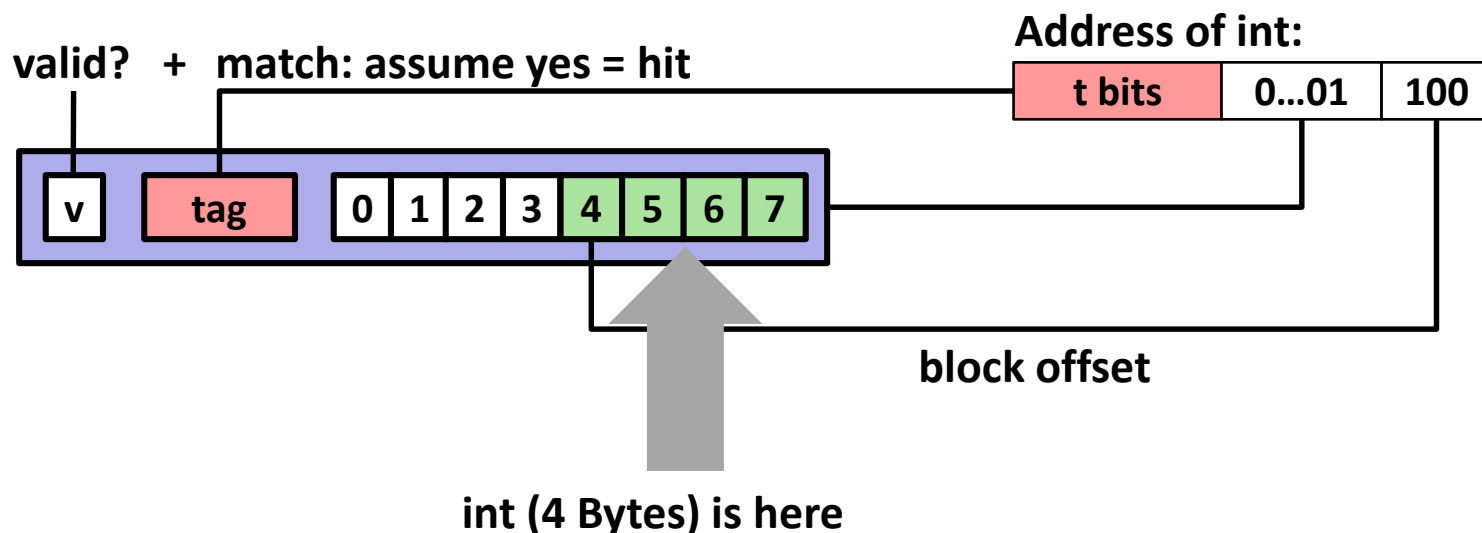 Address of int:
valid? + match: assume yes = hit
t bits 0...01 100
v tag 0 1 2 3 4 5 6 7
block offset
int (4 Bytes) is here